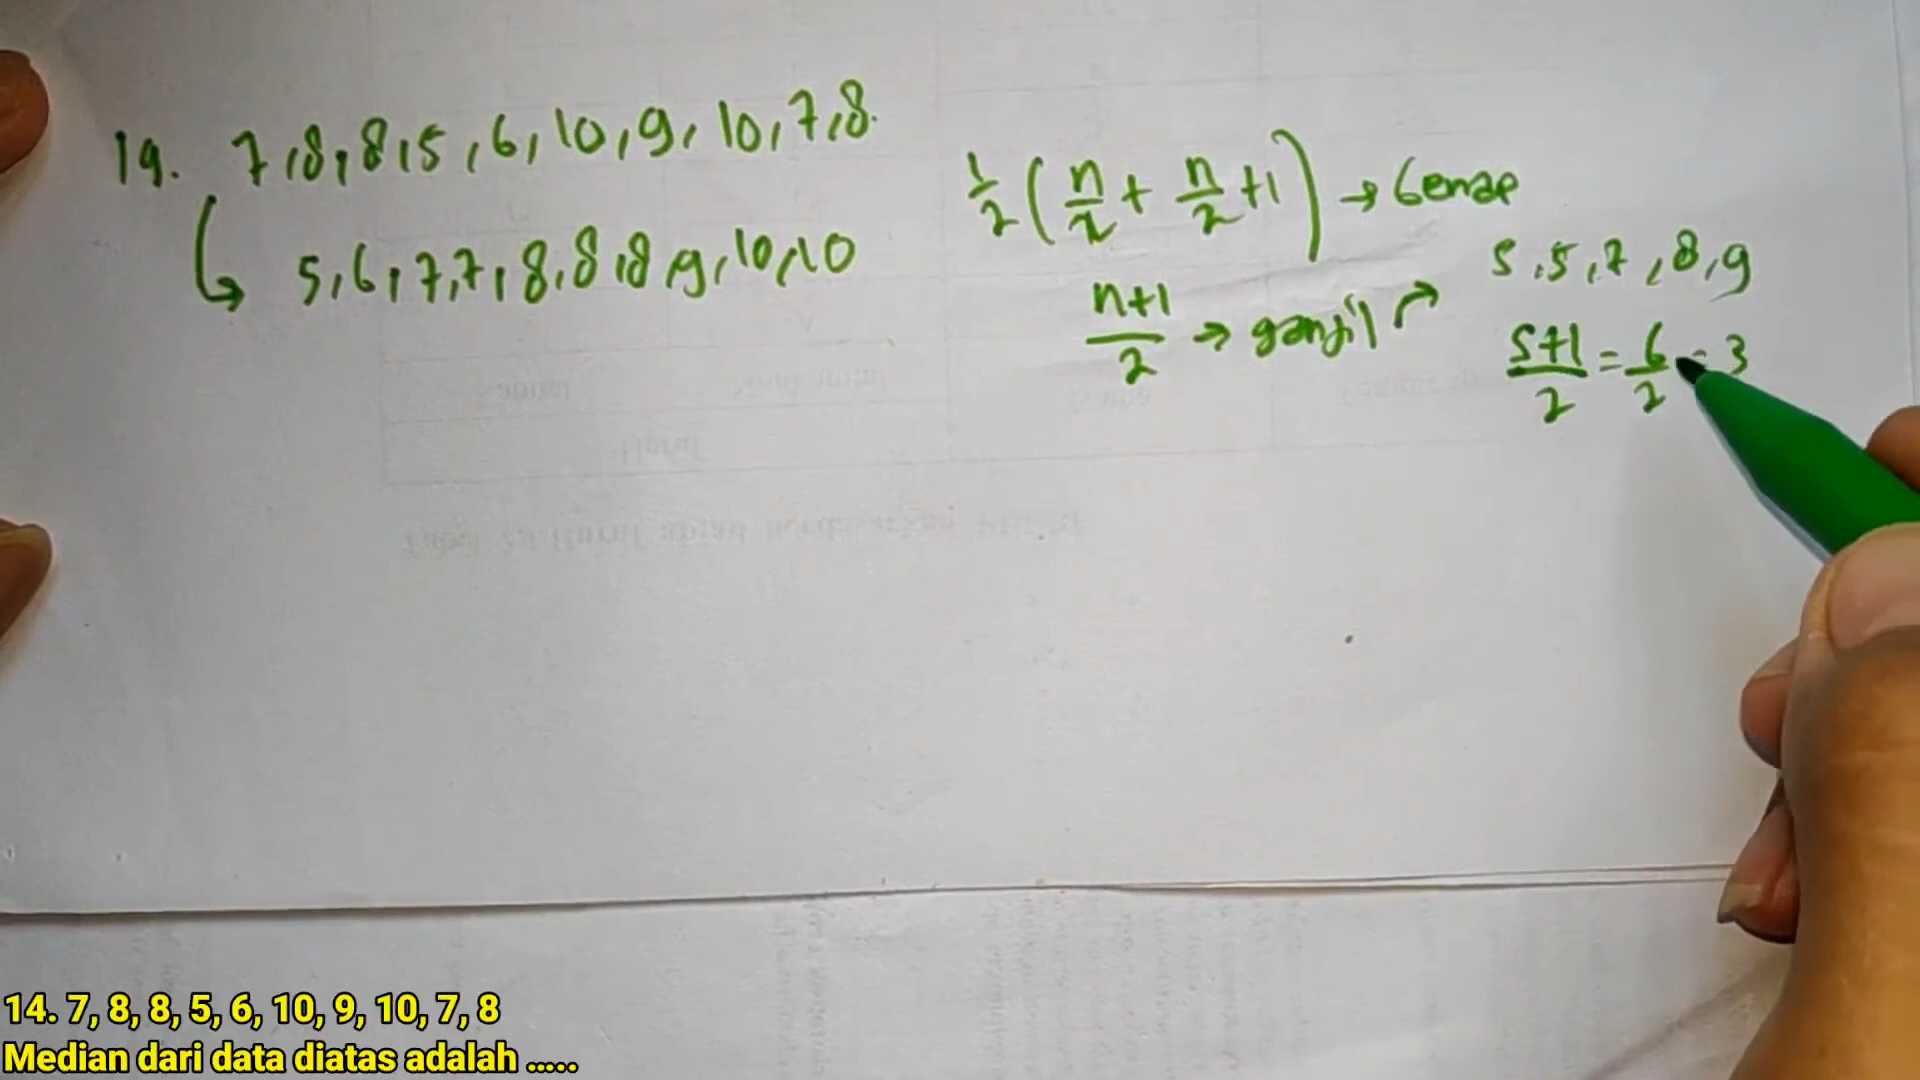 14. 7, 8, 8, 5, 6, 10, 9, 10, 7, 8.
5, 6, 7, 7, 8, 8, 8, 9, 10, 10
1/2 (n/2 + n/2 + 1) → Genap
n+1/2 → ganjil
5, 5, 7, 8, 9
5+1/2 = 6/2 = 3
14. 7, 8, 8, 5, 6, 10, 9, 10, 7, 8
Median dari data diatas adalah .....